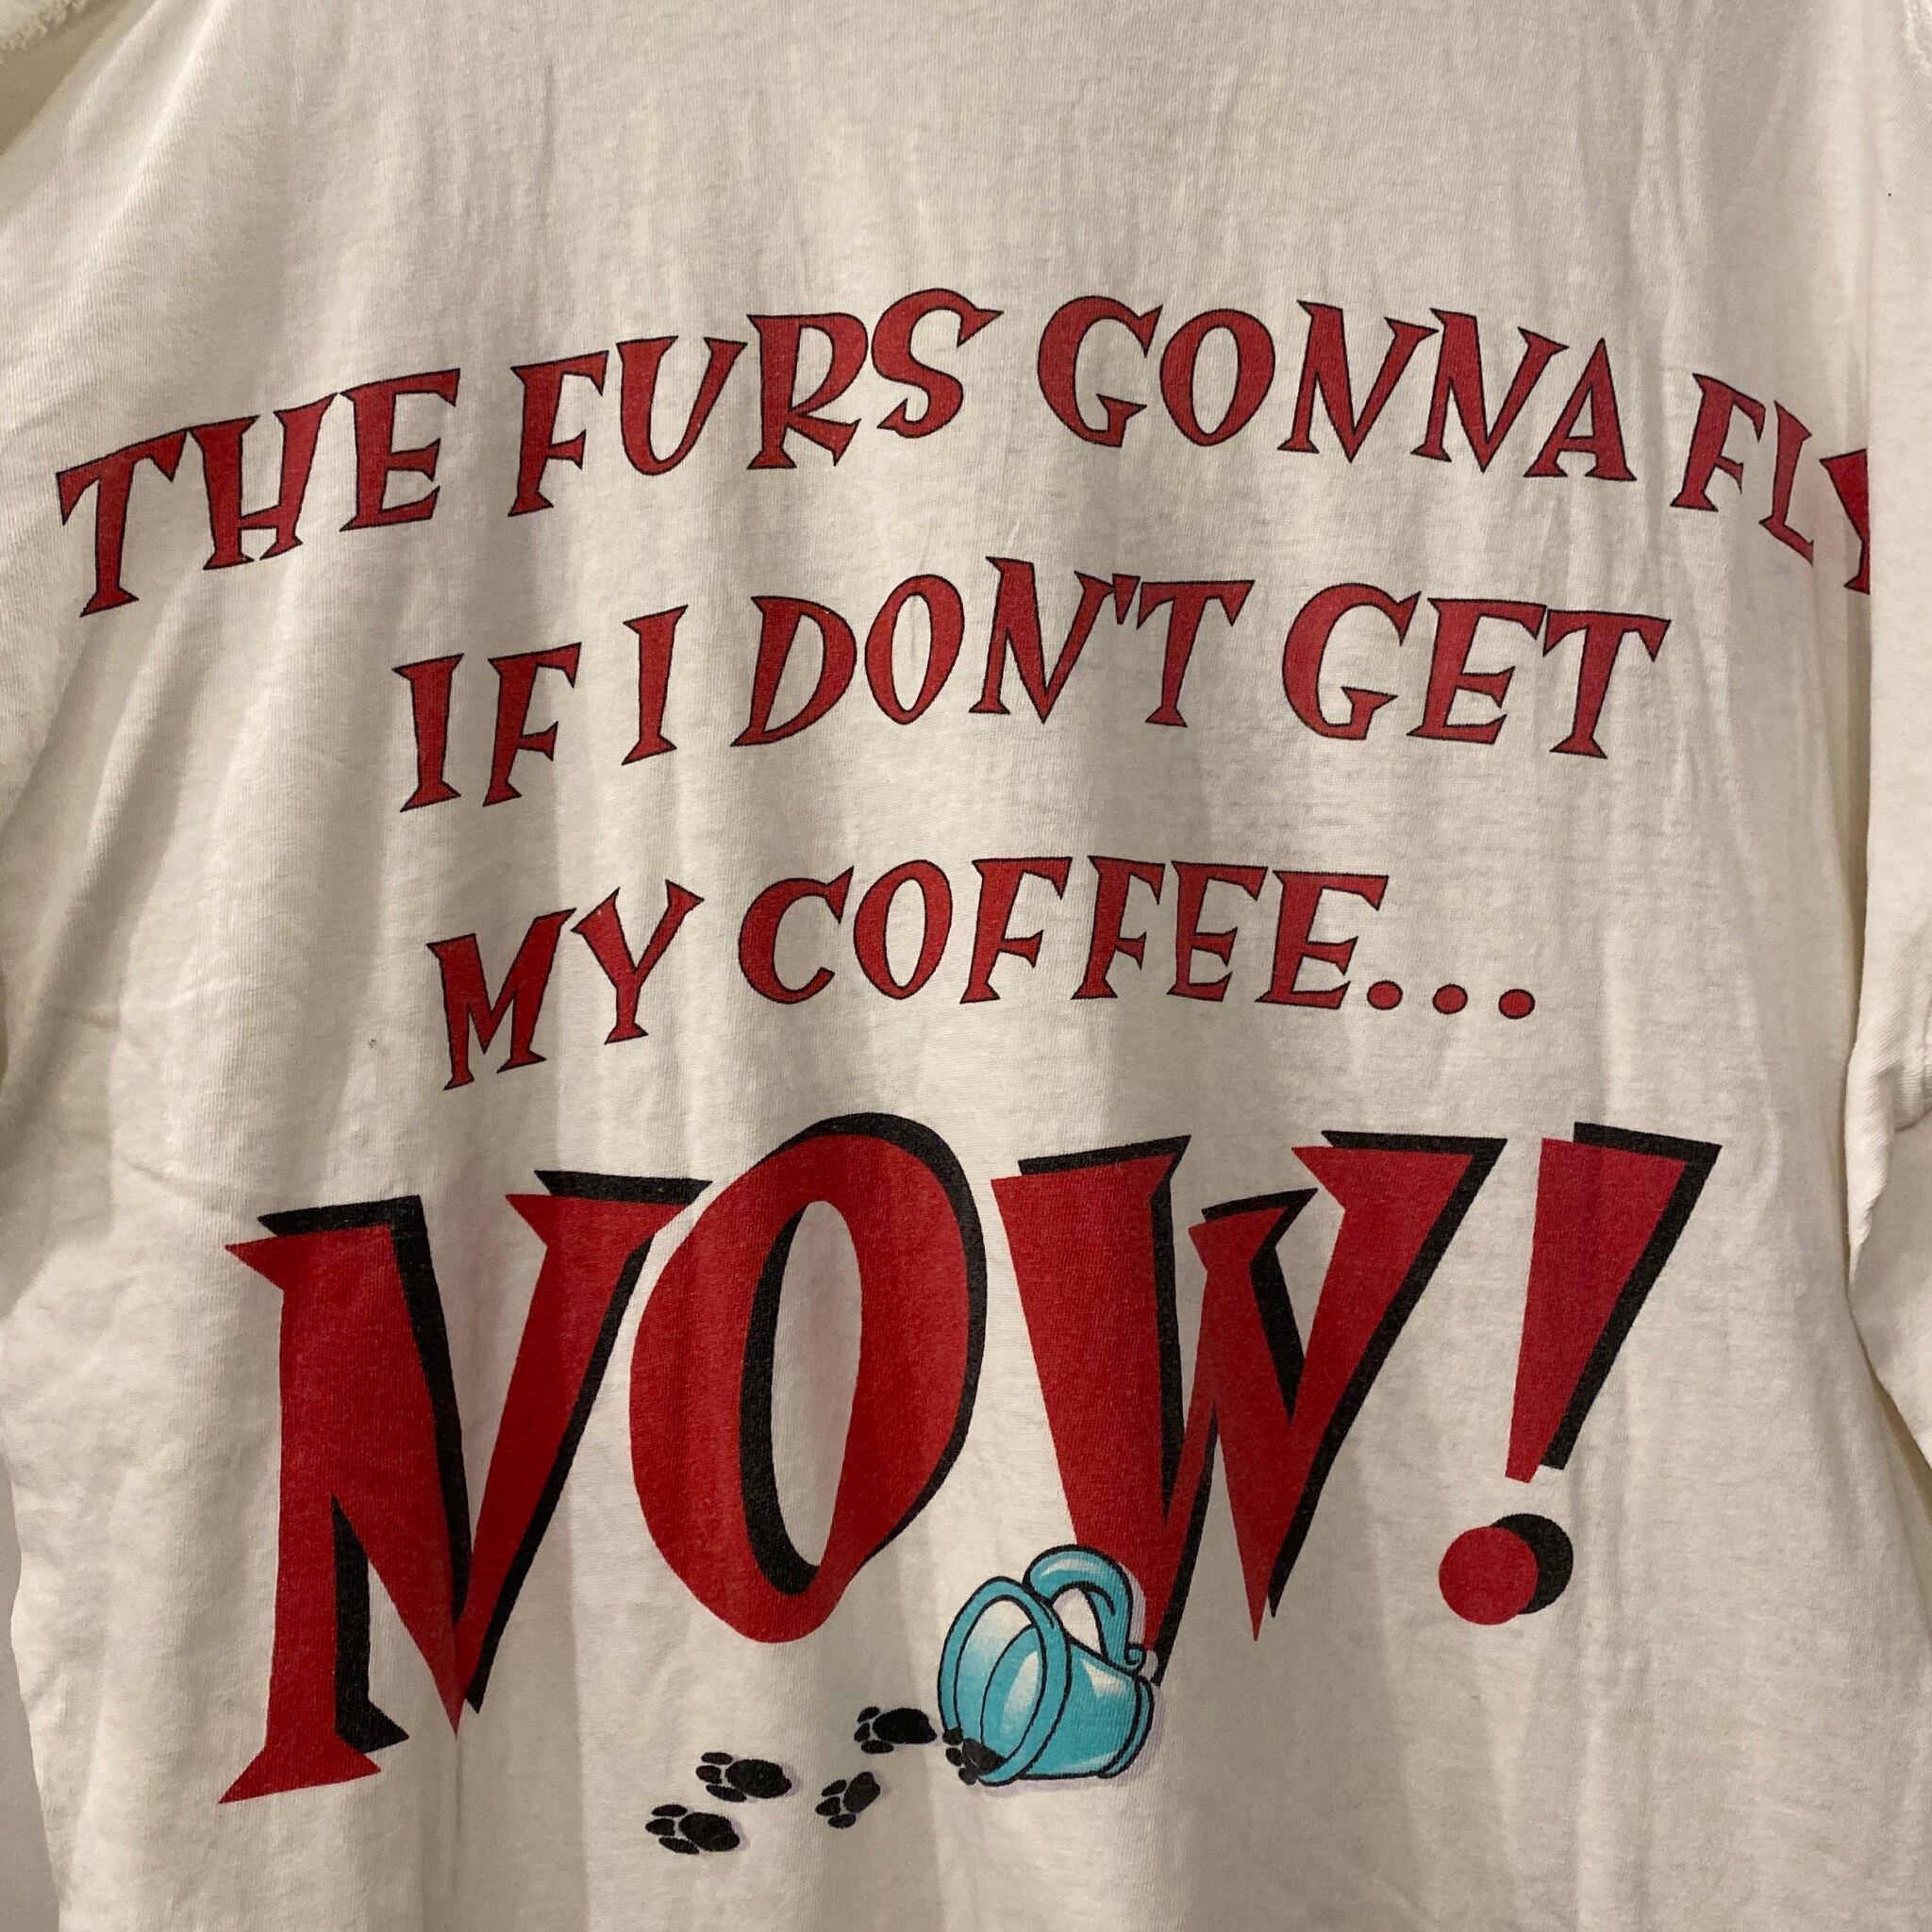 THE FURS GONNA FLY
IF I DON'T GET
MY COFFEE...
NOW!